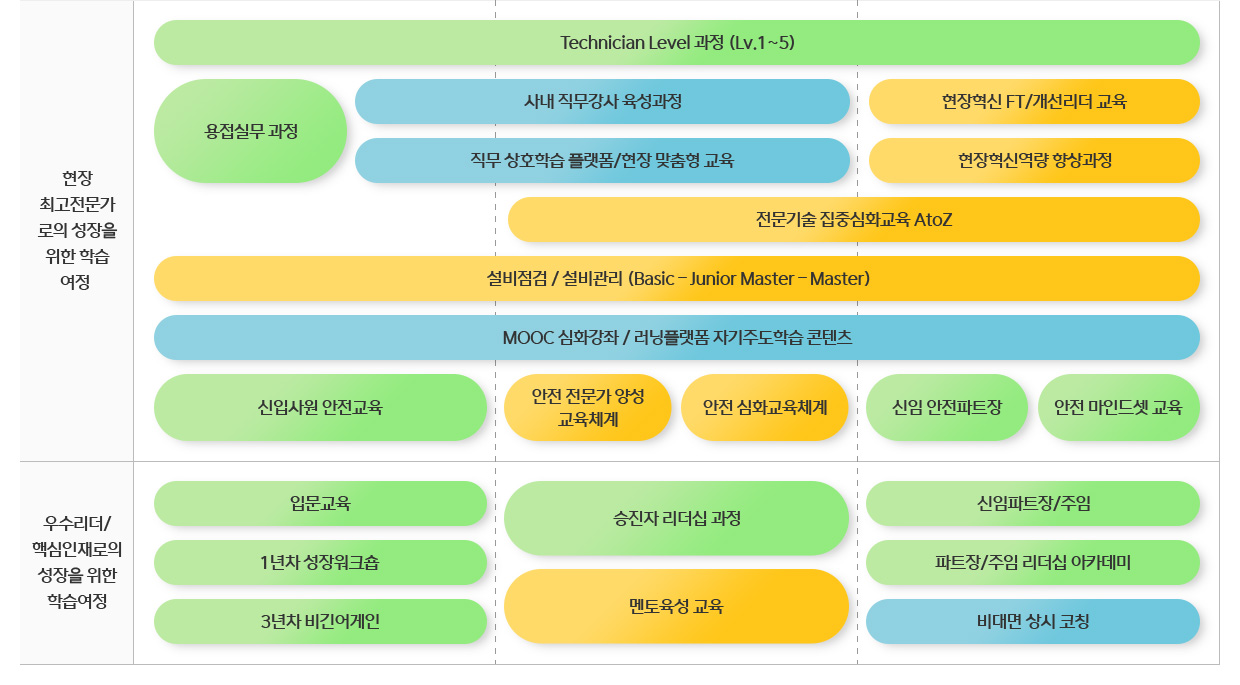 현장
최고전문가
로의 성장을
위한 학습
여정
Technician Level 과정 (Lv.1~5)
용접실무 과정
사내 직무강사 육성과정
현장혁신 FT/개선리더 교육
직무 상호학습 플랫폼/현장 맞춤형 교육
현장혁신역량 향상과정
전문기술 집중심화교육 AtoZ
설비점검 / 설비관리 (Basic – Junior Master – Master)
MOOC 심화강좌 / 러닝플랫폼 자기주도학습 콘텐츠
신입사원 안전교육
안전 전문가 양성
교육체계
안전 심화교육체계
신임 안전파트장
안전 마인드셋 교육
우수리더/
핵심인재로의
성장을 위한
학습여정
입문교육
1년차 성장워크숍
3년차 비긴어게인
승진자 리더십 과정
멘토육성 교육
신임파트장/주임
파트장/주임 리더십 아카데미
비대면 상시 코칭